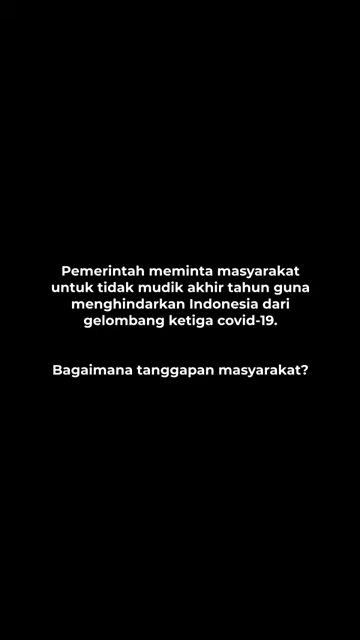 Pemerintah meminta masyarakat
untuk tidak mudik akhir tahun guna
menghindarkan Indonesia dari
gelombang ketiga covid-19.
Bagaimana tanggapan masyarakat?